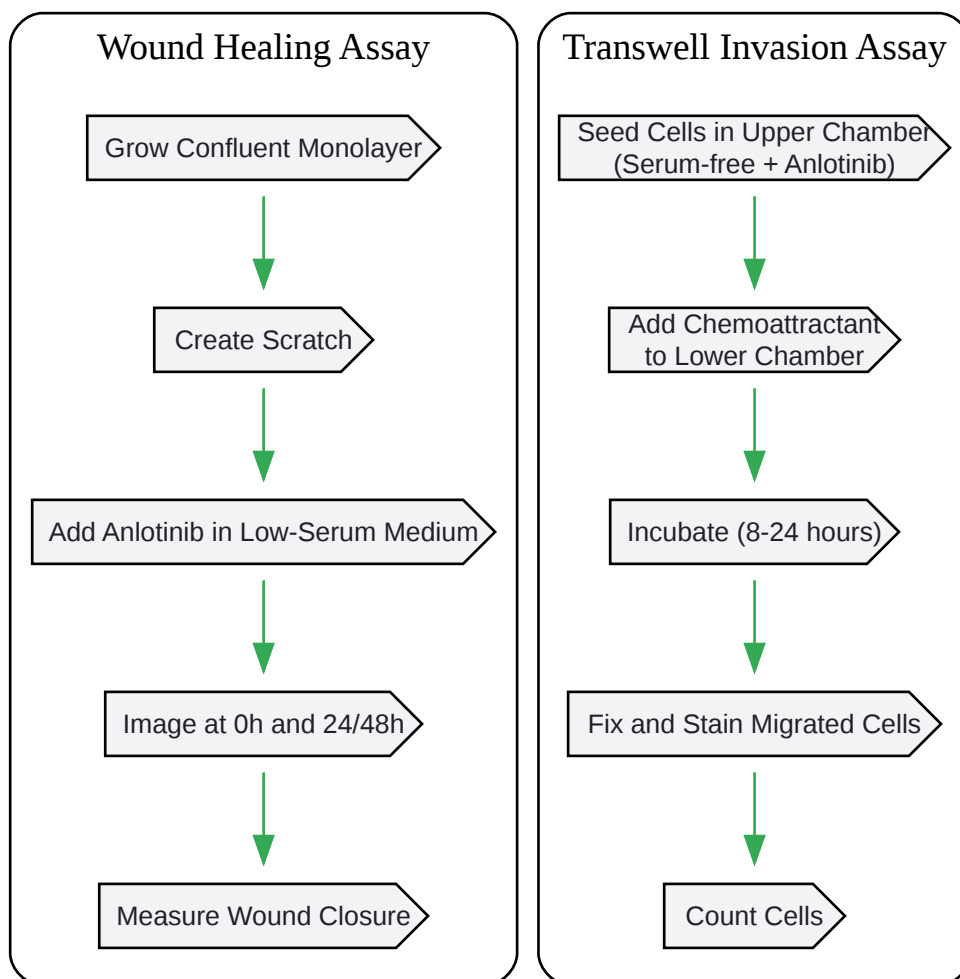 Wound Healing Assay
Grow Confluent Monolayer
Create Scratch
Add Anlotinib in Low-Serum Medium
Image at 0h and 24/48h
Measure Wound Closure
Transwell Invasion Assay
Seed Cells in Upper Chamber
(Serum-free + Anlotinib)
Add Chemoattractant
to Lower Chamber
Incubate (8-24 hours)
Fix and Stain Migrated Cells
Count Cells